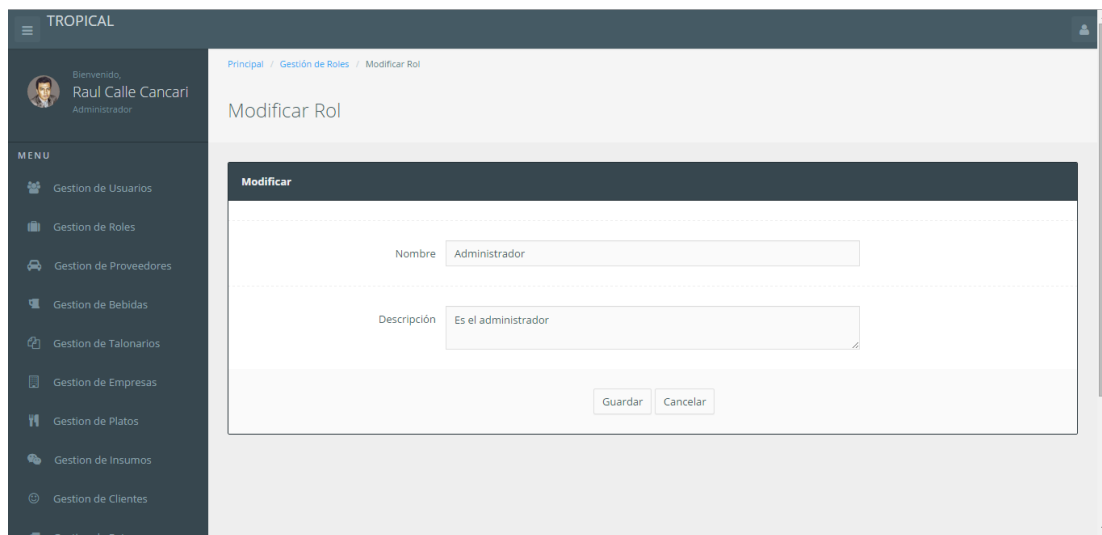 TROPICAL
Bienvenido,
Raul Calle Cancari
Administrador
MENU
Gestion de Usuarios
Gestion de Roles
Gestion de Proveedores
Gestion de Bebidas
Gestion de Talonarios
Gestion de Empresas
Gestion de Platos
Gestion de Insumos
Gestion de Clientes
Principal / Gestión de Roles / Modificar Rol
Modificar Rol
Modificar
Nombre Administrador
Descripción Es el administrador
Guardar Cancelar